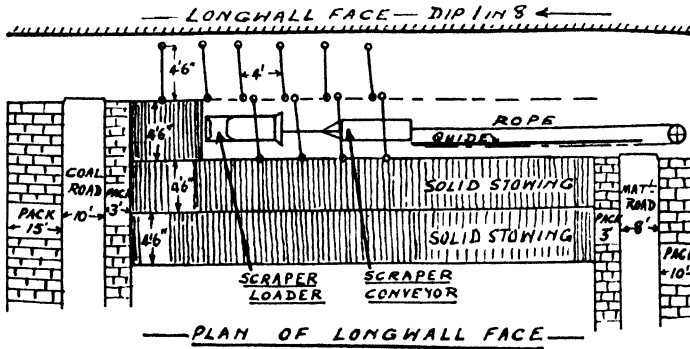 LONGWALL FACE — DIP 1 IN 8
4'6"
4'
4'6"
ROPE
GUIDE
COAL
ROAD
4'6"
SOLID STOWING
MAT'L
ROAD
PACK
15'
10'
PACK
3'
4'6"
SOLID STOWING
PACK
3'
8'
PACK
10'
SCRAPER
LOADER
SCRAPER
CONVEYOR
PLAN OF LONGWALL FACE